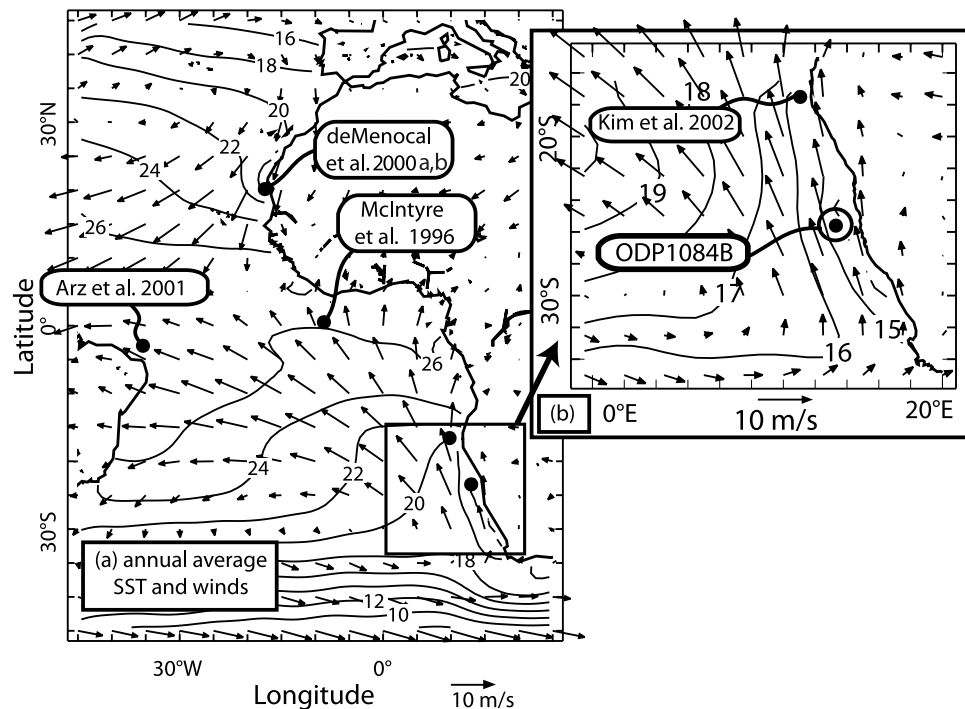 16
18
20
20
22
24
26
30°N
0°
30°S
Latitude
deMenocal
et al. 2000 a,b
McIntyre
et al. 1996
Arz et al. 2001
26
24
22
20
18
12
10
(a) annual average
SST and winds
30°W
0°
Longitude
10 m/s
18
Kim et al. 2002
19
ODP1084B
17
16
15
20°S
30°S
(b)
0°E
10 m/s
20°E